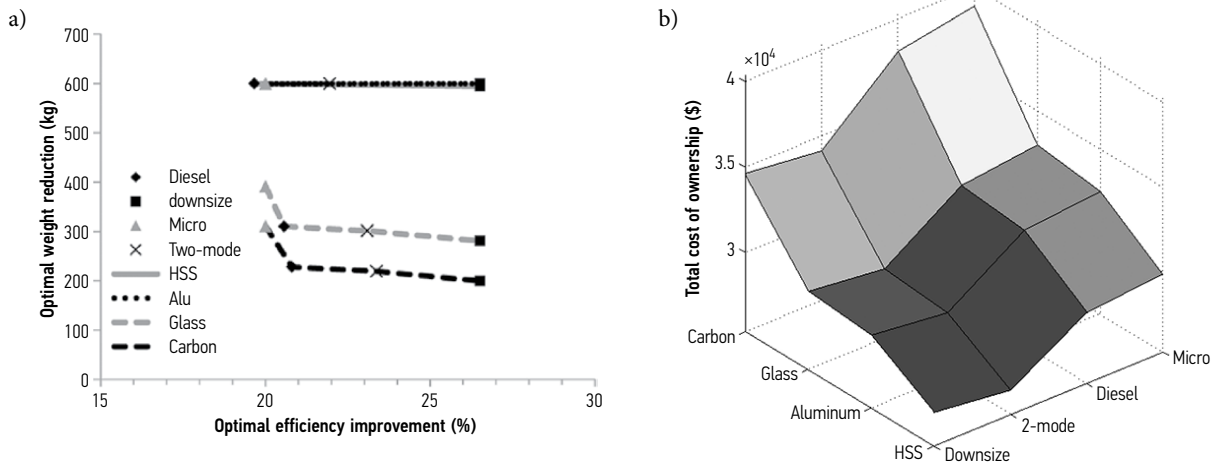 a)
Optimal weight reduction (kg)
700
600
500
400
300
200
100
0
Diesel
downsize
Micro
Two-mode
HSS
Alu
Glass
Carbon
15
20
25
30
Optimal efficiency improvement (%)
b)
×10⁴
Total cost of ownership ($)
4
3.5
3
Carbon
Glass
Aluminum
HSS
Downsize
2-mode
Diesel
Micro